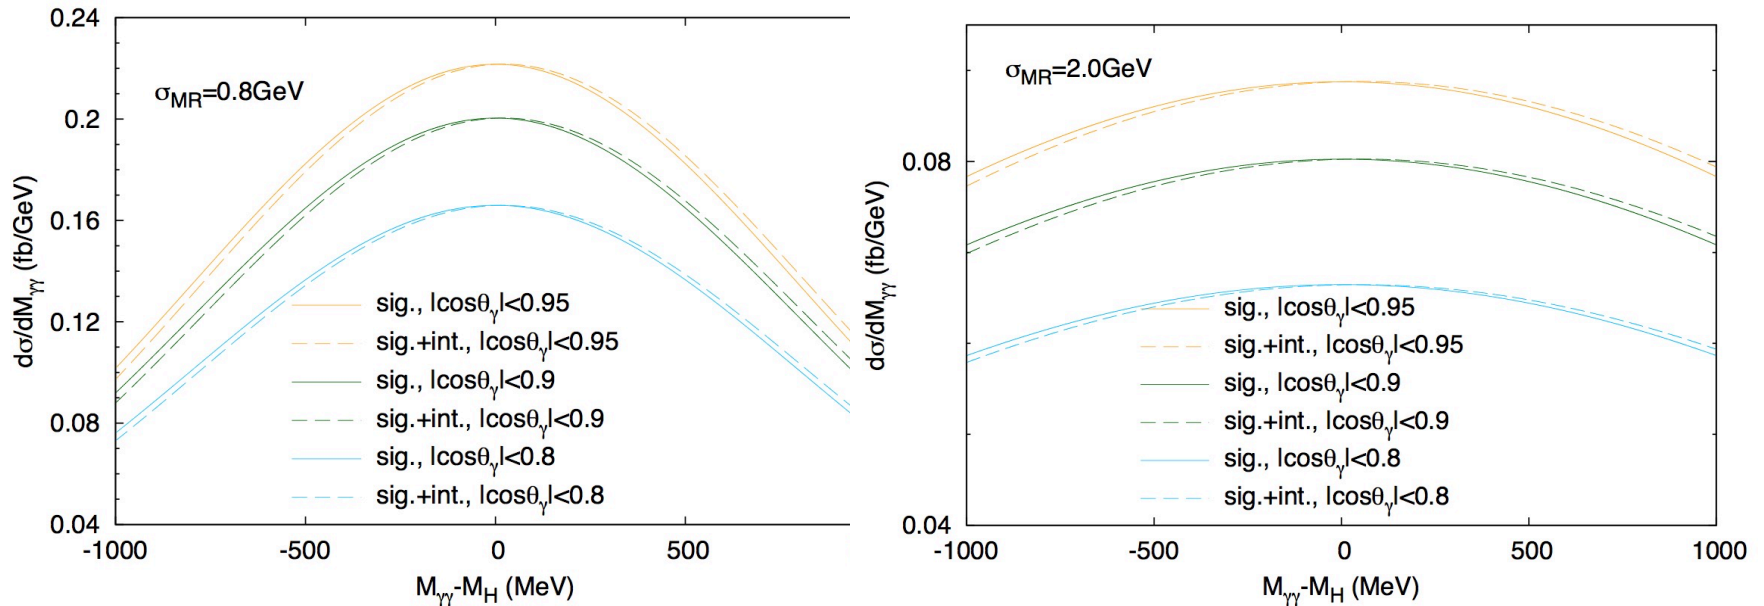 0.24
0.2
0.16
0.12
0.08
0.04
dσ/dMγγ (fb/GeV)
σMR=0.8GeV
sig., |cosθγ|<0.95
sig.+int., |cosθγ|<0.95
sig., |cosθγ|<0.9
sig.+int., |cosθγ|<0.9
sig., |cosθγ|<0.8
sig.+int., |cosθγ|<0.8
-1000 -500 0 500
Mγγ-MH (MeV)
0.08
0.04
dσ/dMγγ (fb/GeV)
σMR=2.0GeV
sig., |cosθγ|<0.95
sig.+int., |cosθγ|<0.95
sig., |cosθγ|<0.9
sig.+int., |cosθγ|<0.9
sig., |cosθγ|<0.8
sig.+int., |cosθγ|<0.8
-1000 -500 0 500 1000
Mγγ-MH (MeV)